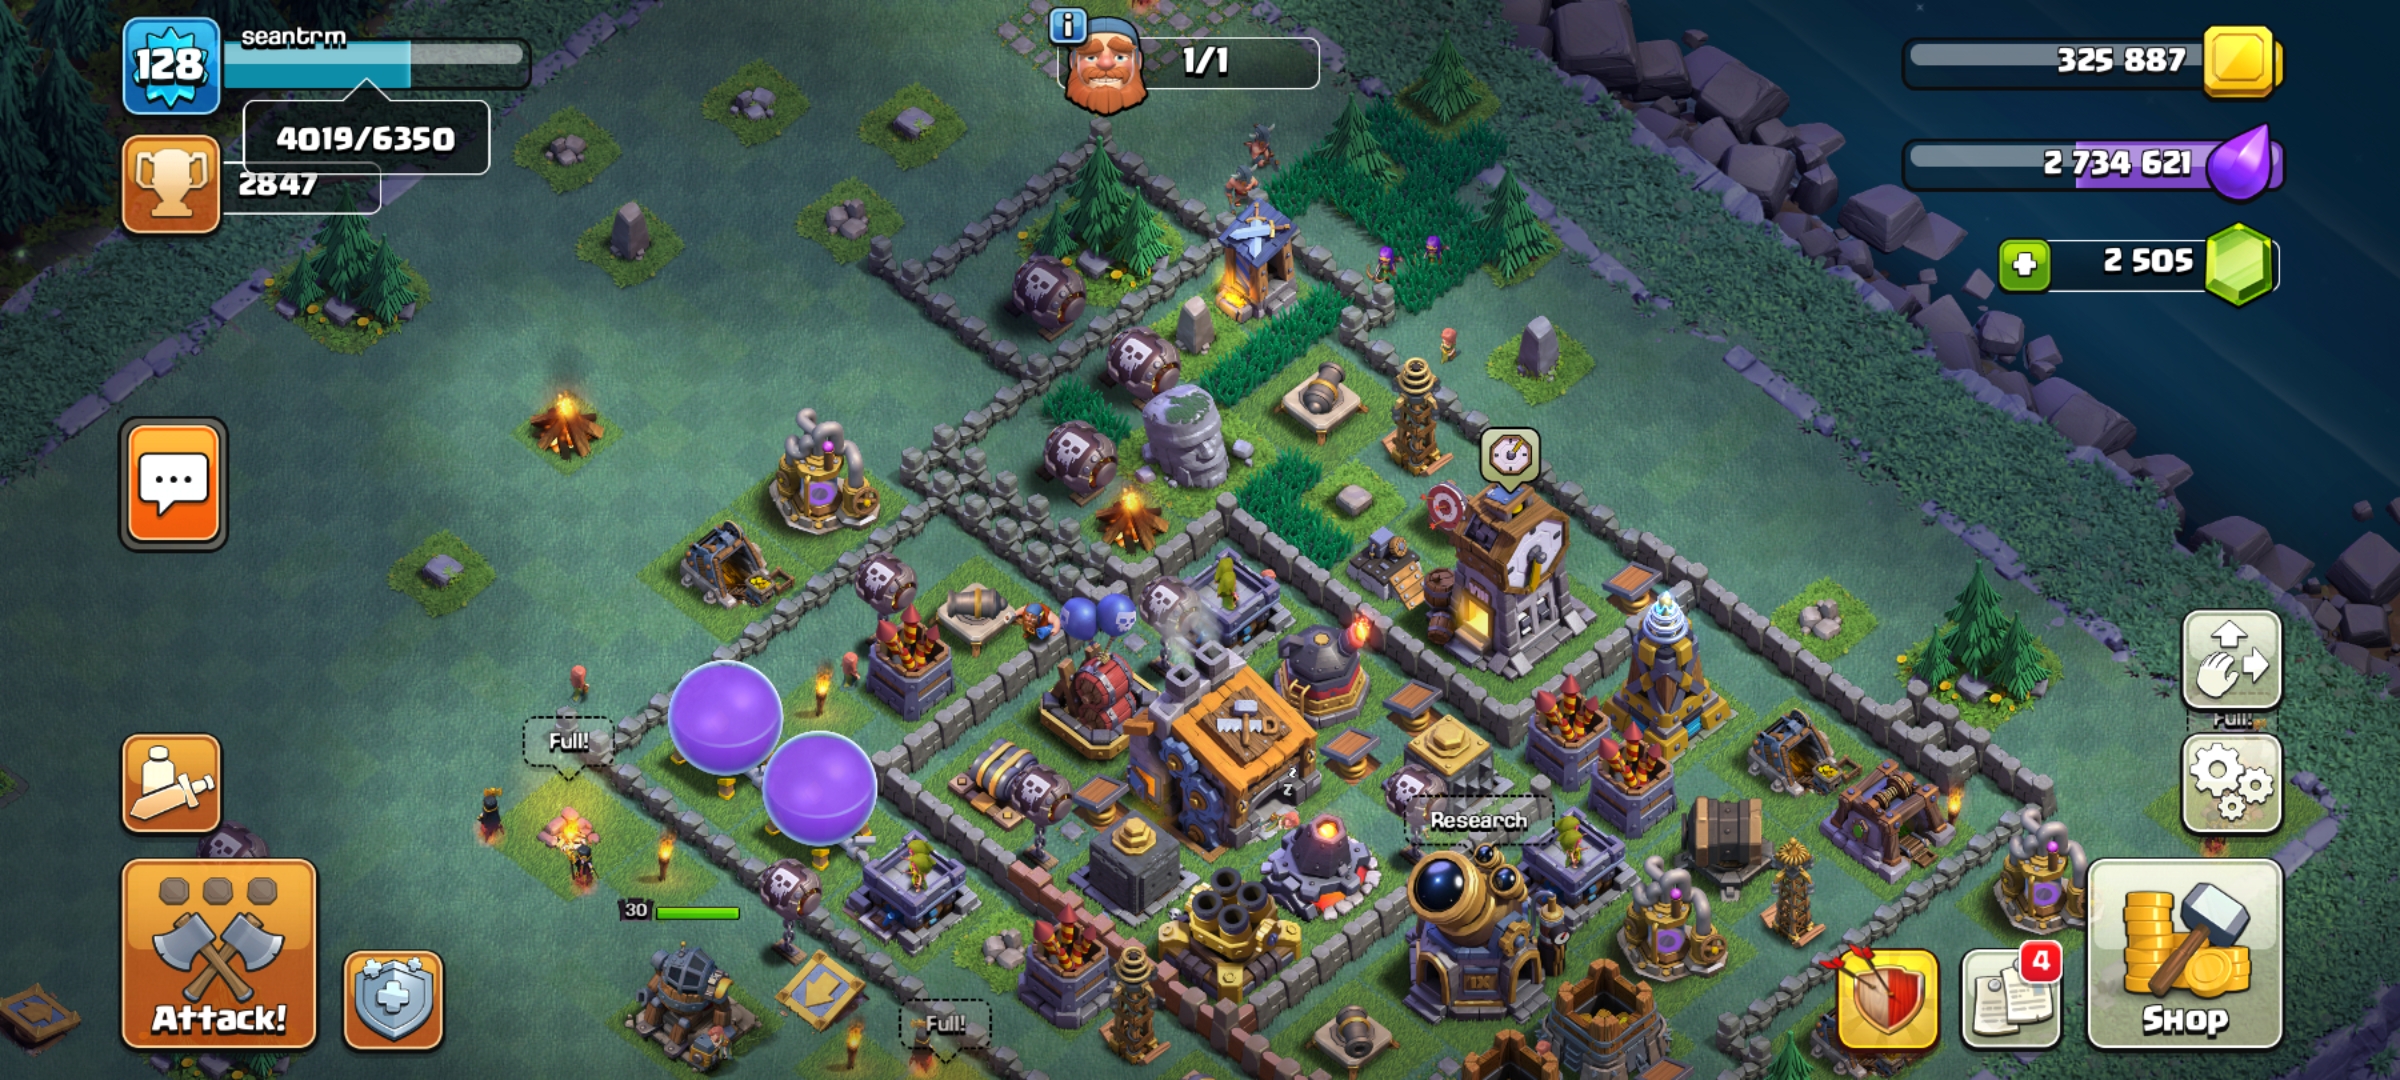 128
seantrm
4019/6350
2847
i
1/1
325 887
2 734 621
2 505
Full!
Full!
Research
30
Full!
Attack!
4
Shop